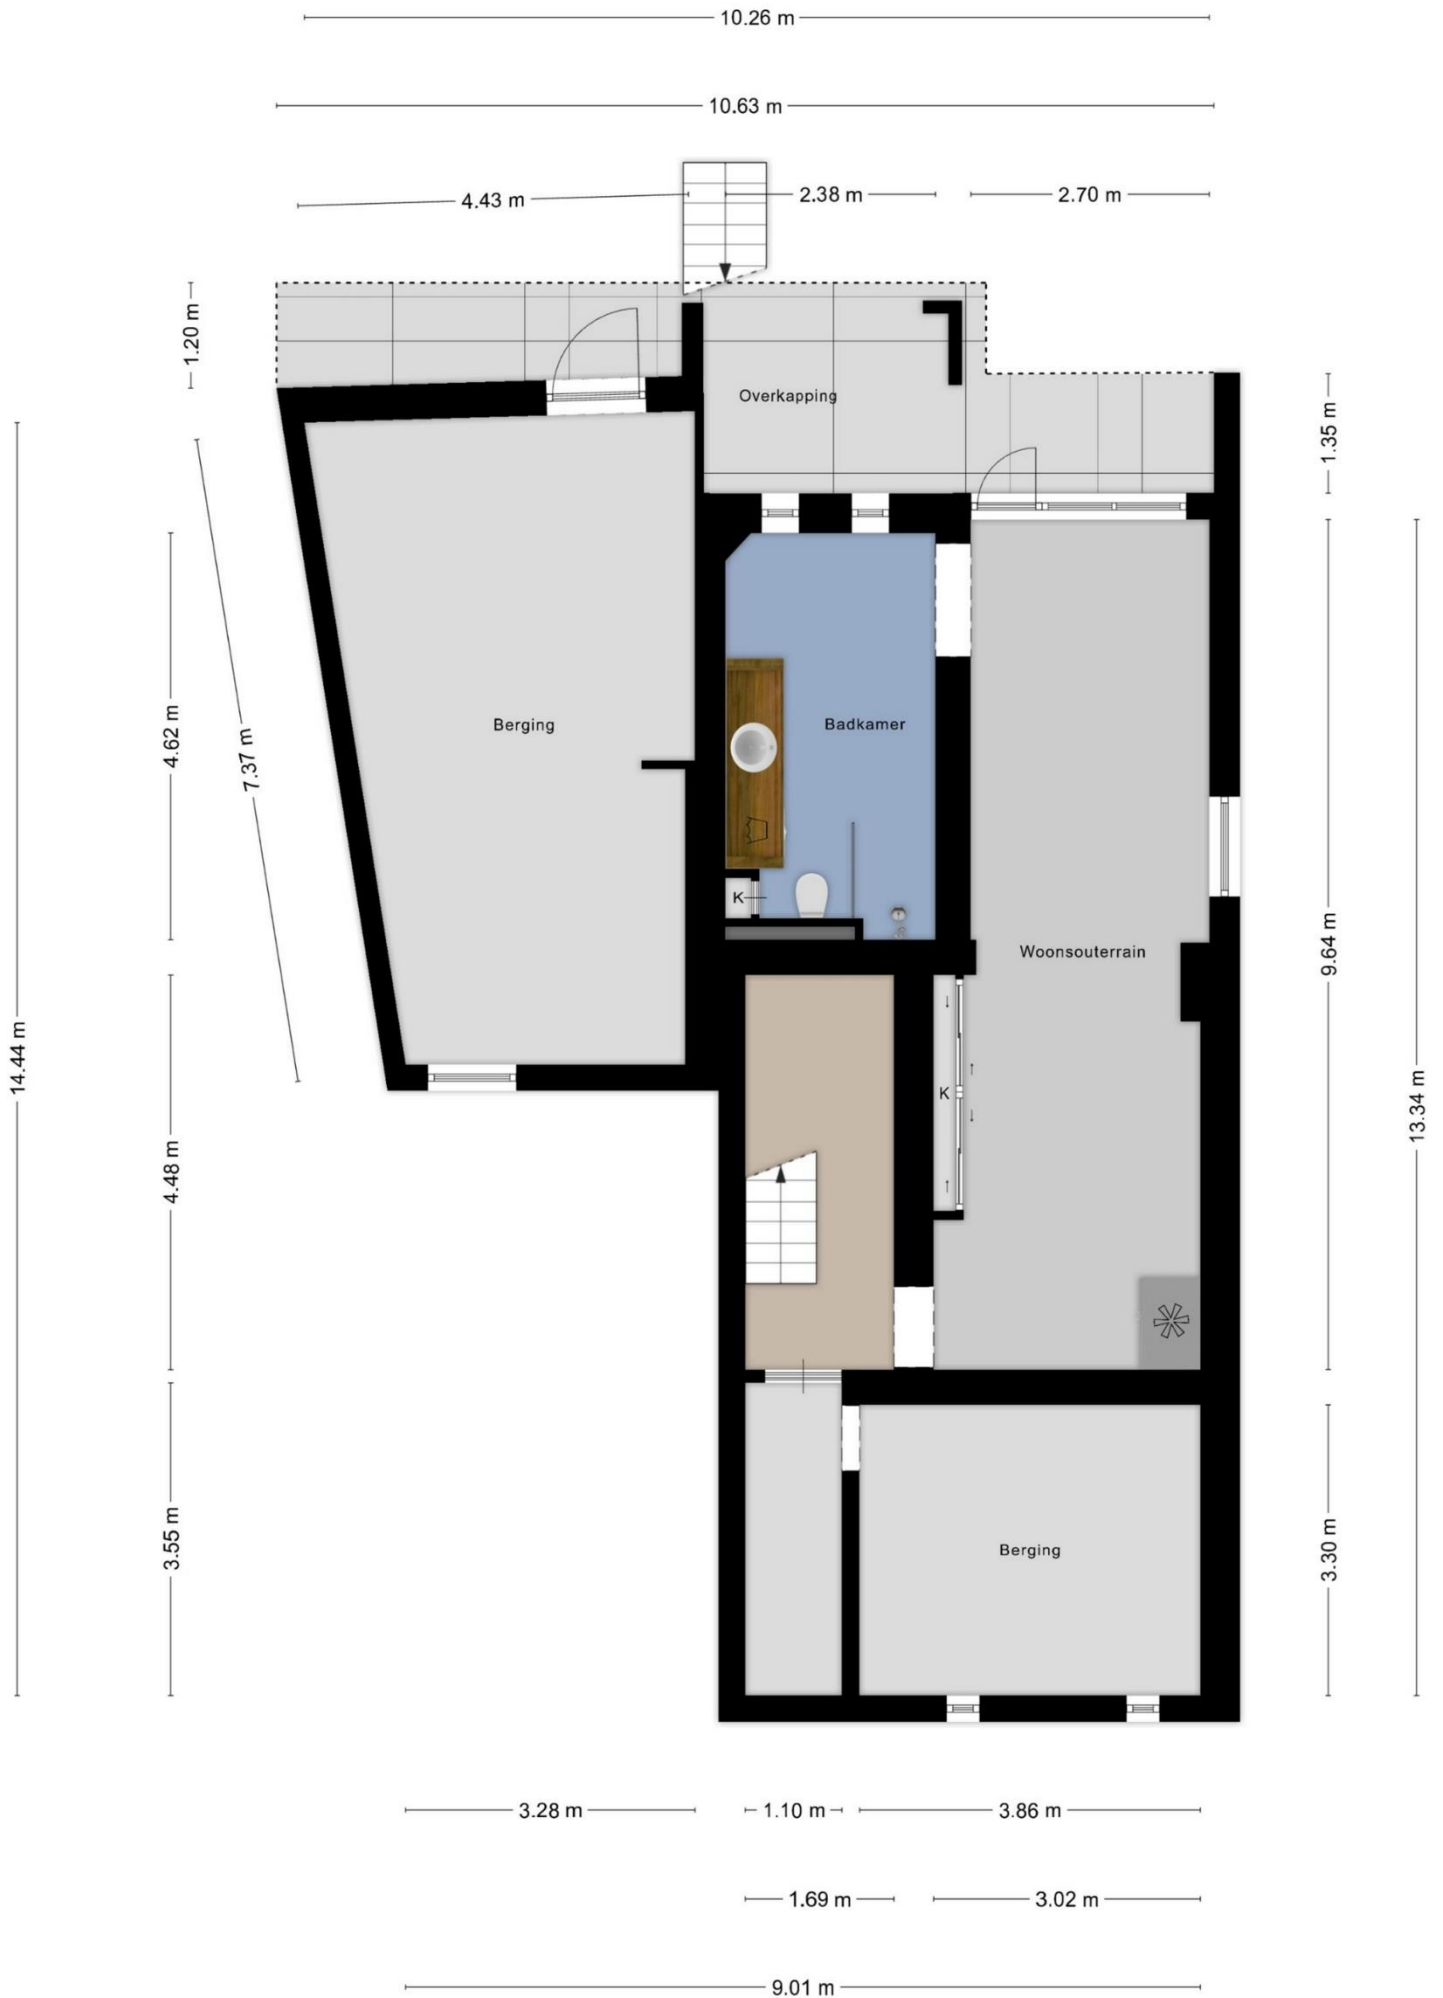 10.26 m
10.63 m
4.43 m
2.38 m
2.70 m
1.20 m
Overkapping
1.35 m
4.62 m
7.37 m
Berging
Badkamer
K
Woonsouterrain
9.64 m
14.44 m
K
13.34 m
4.48 m
3.55 m
Berging
3.30 m
3.28 m
1.10 m
3.86 m
1.69 m
3.02 m
9.01 m